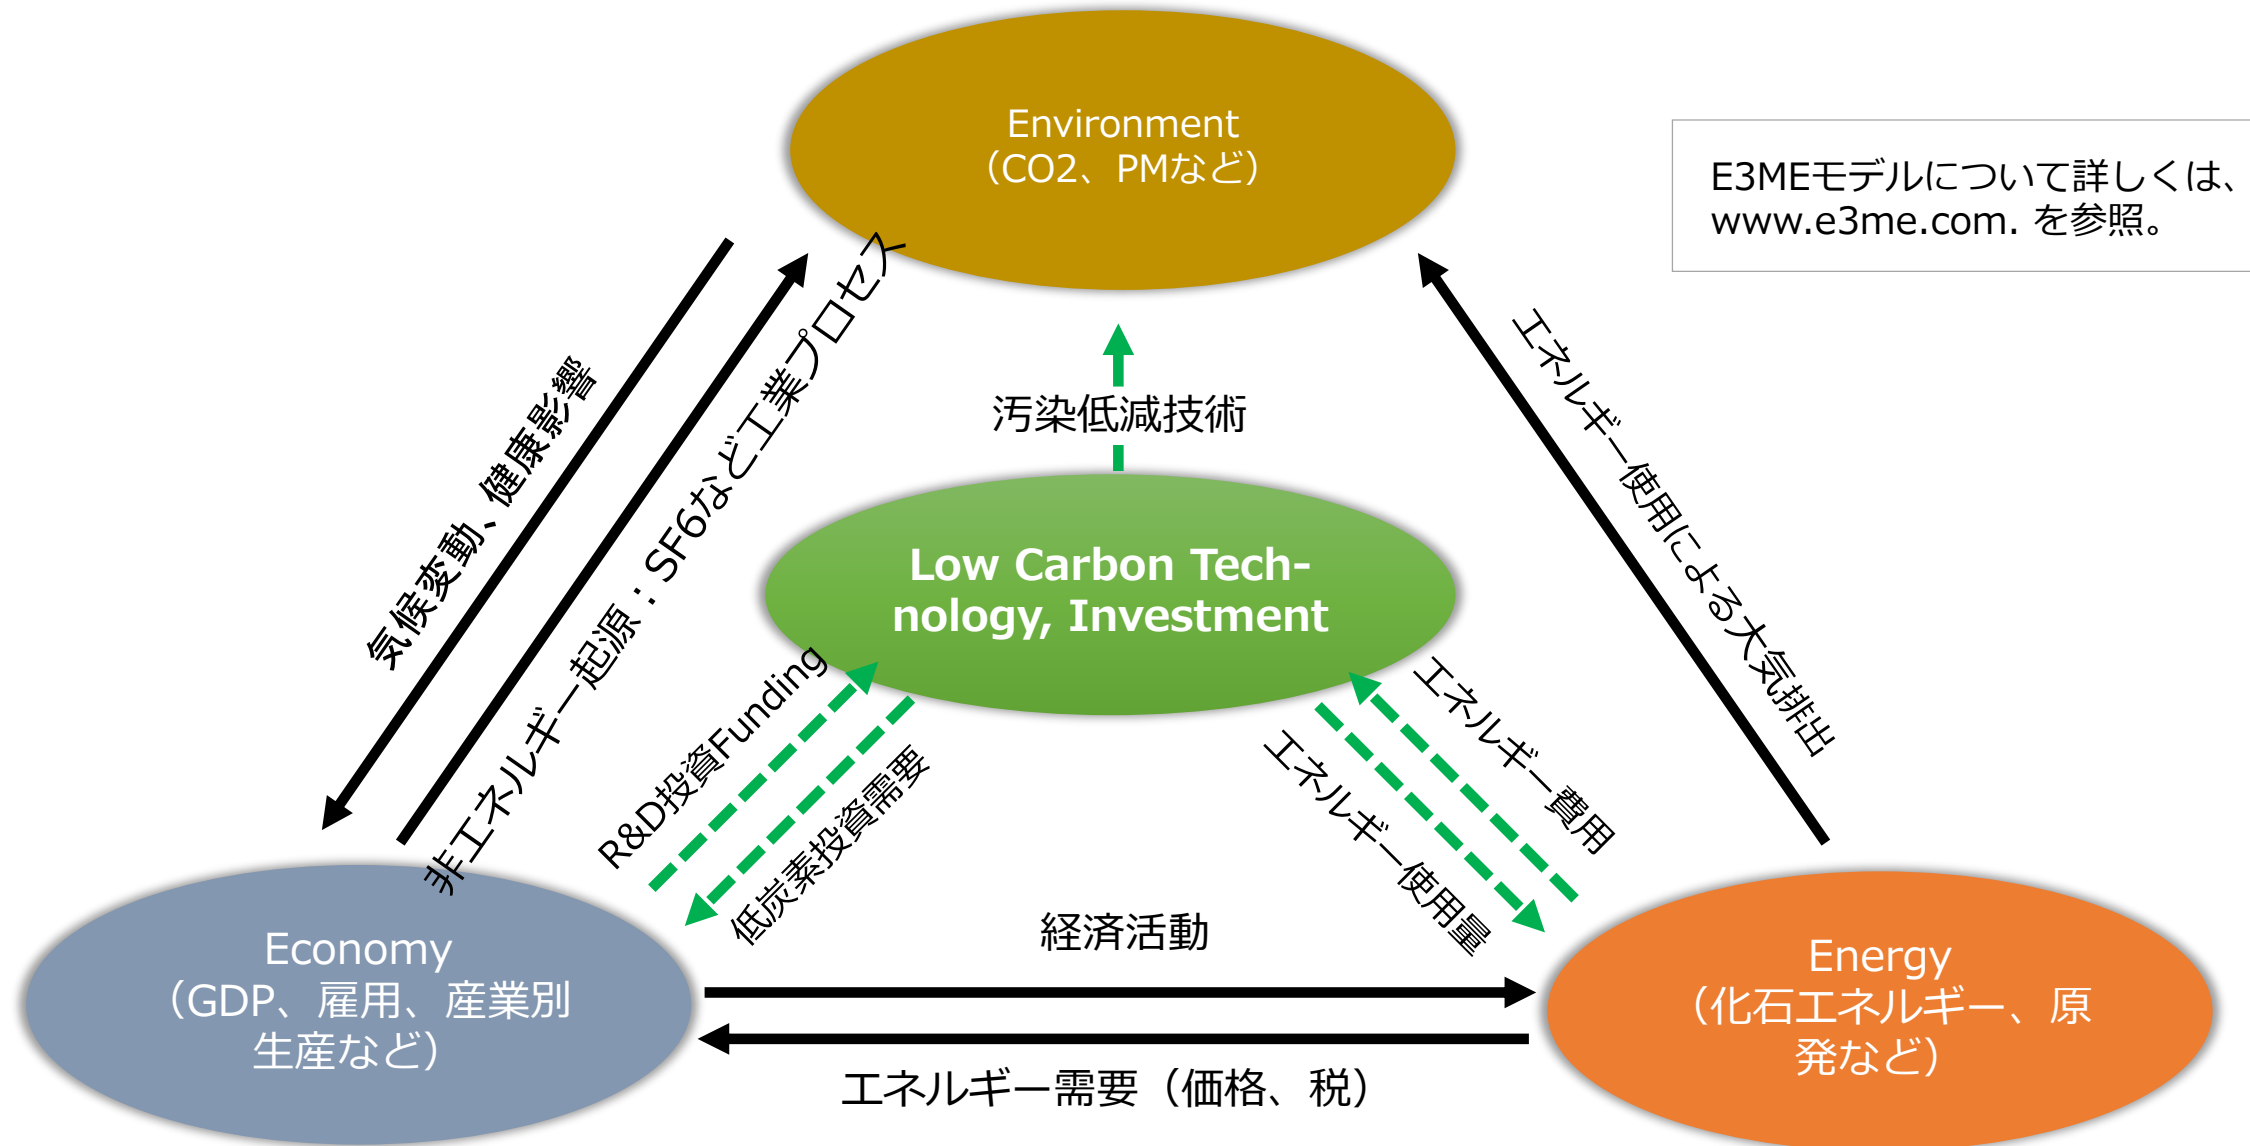 Environment
（CO2、PMなど）
E3MEモデルについて詳しくは、
www.e3me.com. を参照。
気候変動、健康影響
非エネルギー起源：SF6など工業プロセス
エネルギー使用による大気排出
汚染低減技術
Low Carbon Tech-
nology, Investment
R&D投資Funding
低炭素投資需要
エネルギー費用
エネルギー使用量
経済活動
Economy
（GDP、雇用、産業別
生産など）
Energy
（化石エネルギー、原
発など）
エネルギー需要（価格、税）